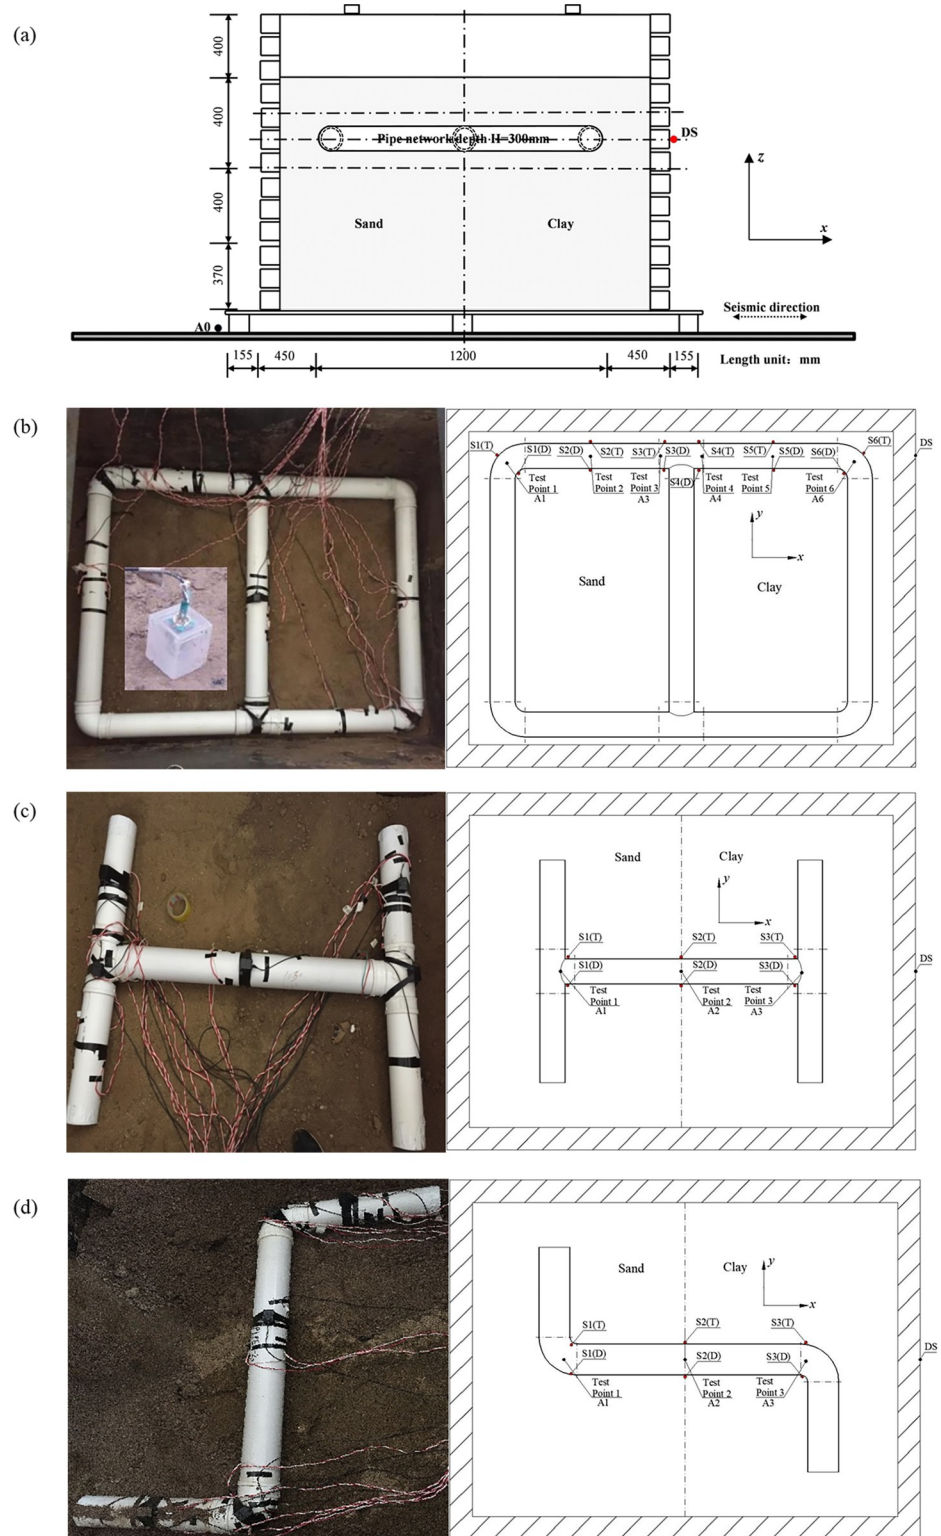 (a)
400
400
400
370
Pipe network depth H=300mm
DS
Sand
Clay
z
x
A0
Seismic direction
155
450
1200
450
155
Length unit: mm
(b)
S1(T)
S1(D)
S2(D)
S2(T)
S3(T)
S3(D)
S4(T)
S5(T)
S5(D)
S6(D)
S6(T)
DS
S4(D)
Test
Point 1
A1
Test
Point 2
Test
Point 3
A3
Test
Point 4
A4
Test
Point 5
Test
Point 6
A6
y
x
Sand
Clay
(c)
Sand
Clay
y
x
S1(T)
S2(T)
S3(T)
S1(D)
S2(D)
S3(D)
DS
Test
Point 1
A1
Test
Point 2
A2
Test
Point 3
A3
(d)
Sand
Clay
y
x
S1(T)
S2(T)
S3(T)
S1(D)
S2(D)
S3(D)
DS
Test
Point 1
A1
Test
Point 2
A2
Test
Point 3
A3